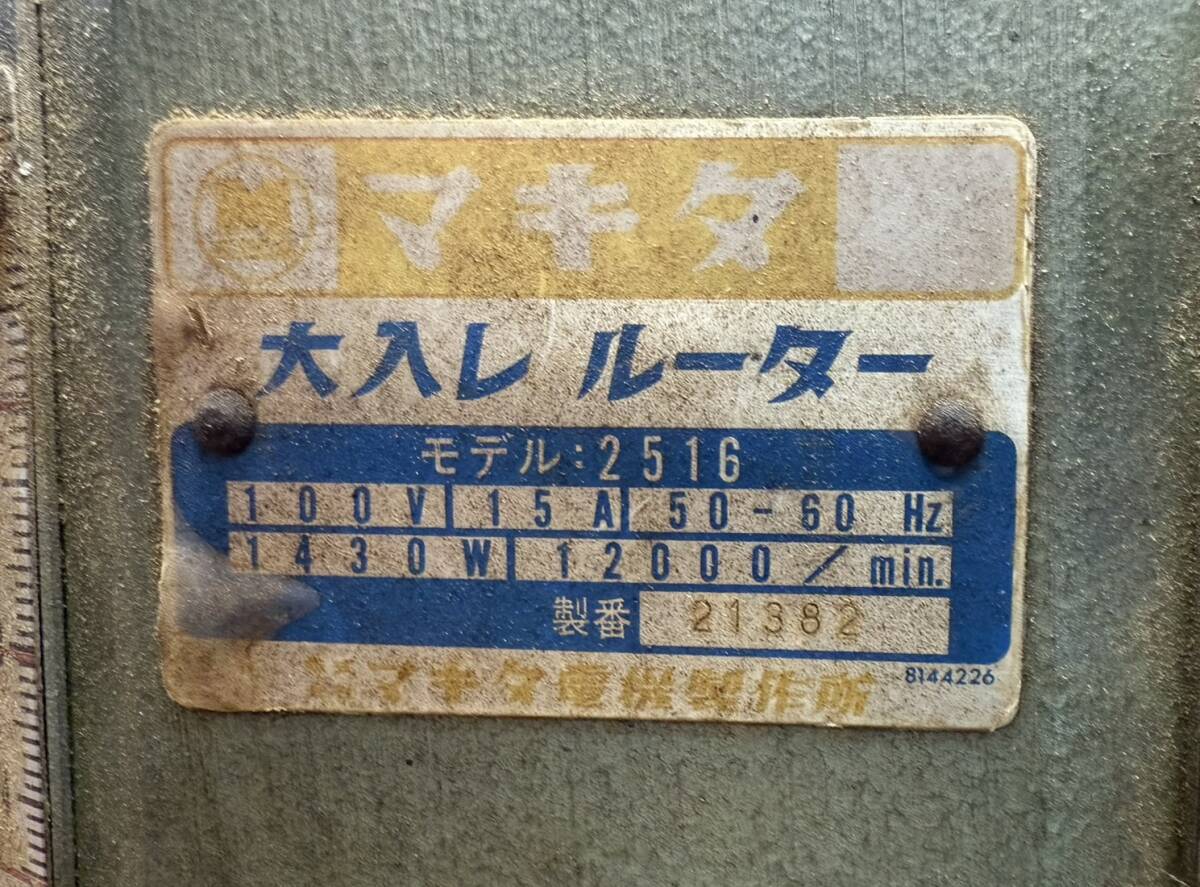 マキタ
大入レ ルーター
モデル:2516
100V 15A 50-60 Hz
1430W 12000/min.
製番 21382
8144226
マキタ電機製作所